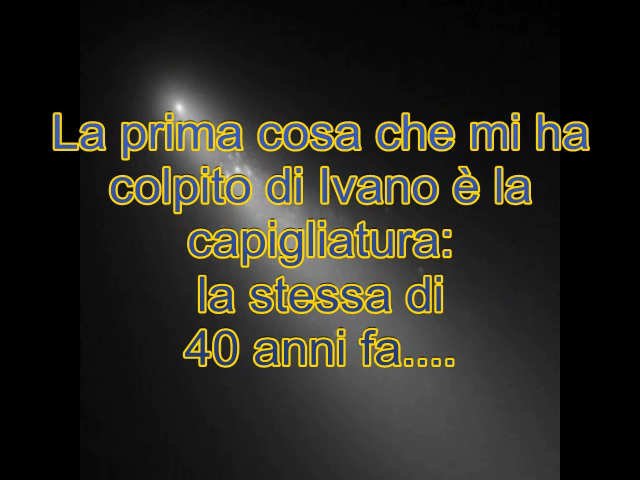 La prima cosa che mi ha
colpito di Ivano è la
capigliatura:
la stessa di
40 anni fa....